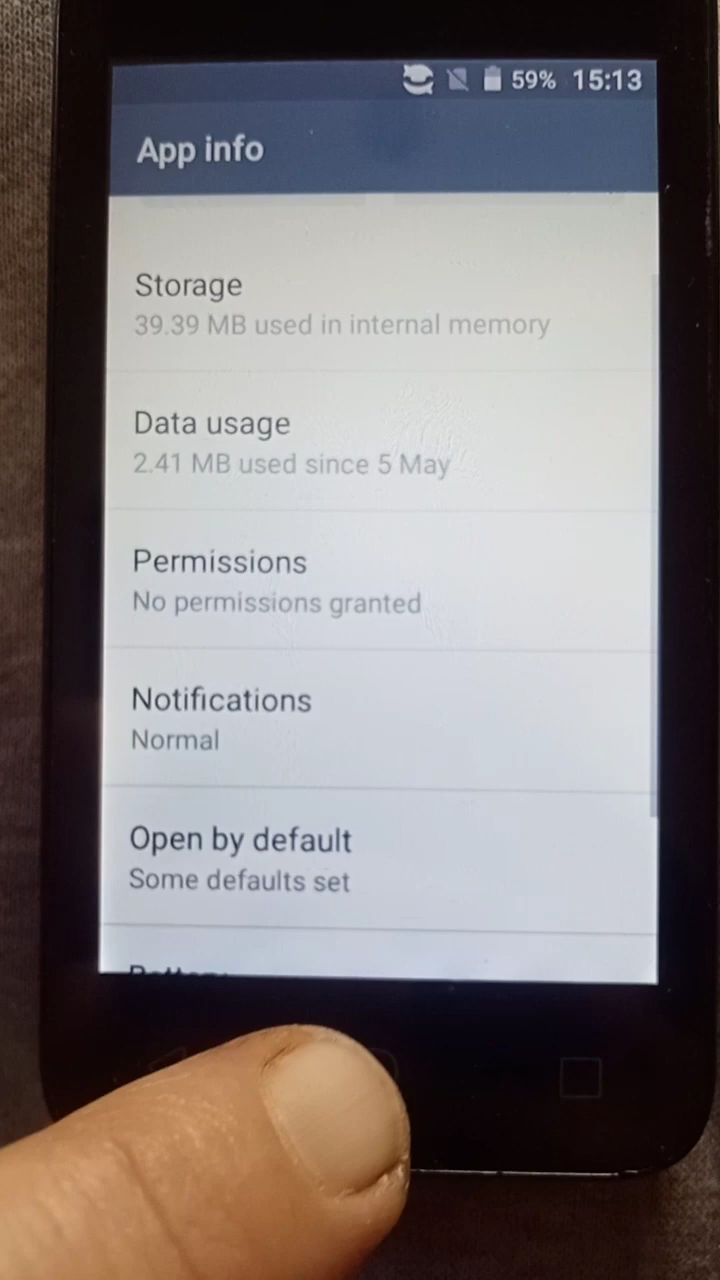 59% 15:13
App info
Storage
39.39 MB used in internal memory
Data usage
2.41 MB used since 5 May
Permissions
No permissions granted
Notifications
Normal
Open by default
Some defaults set